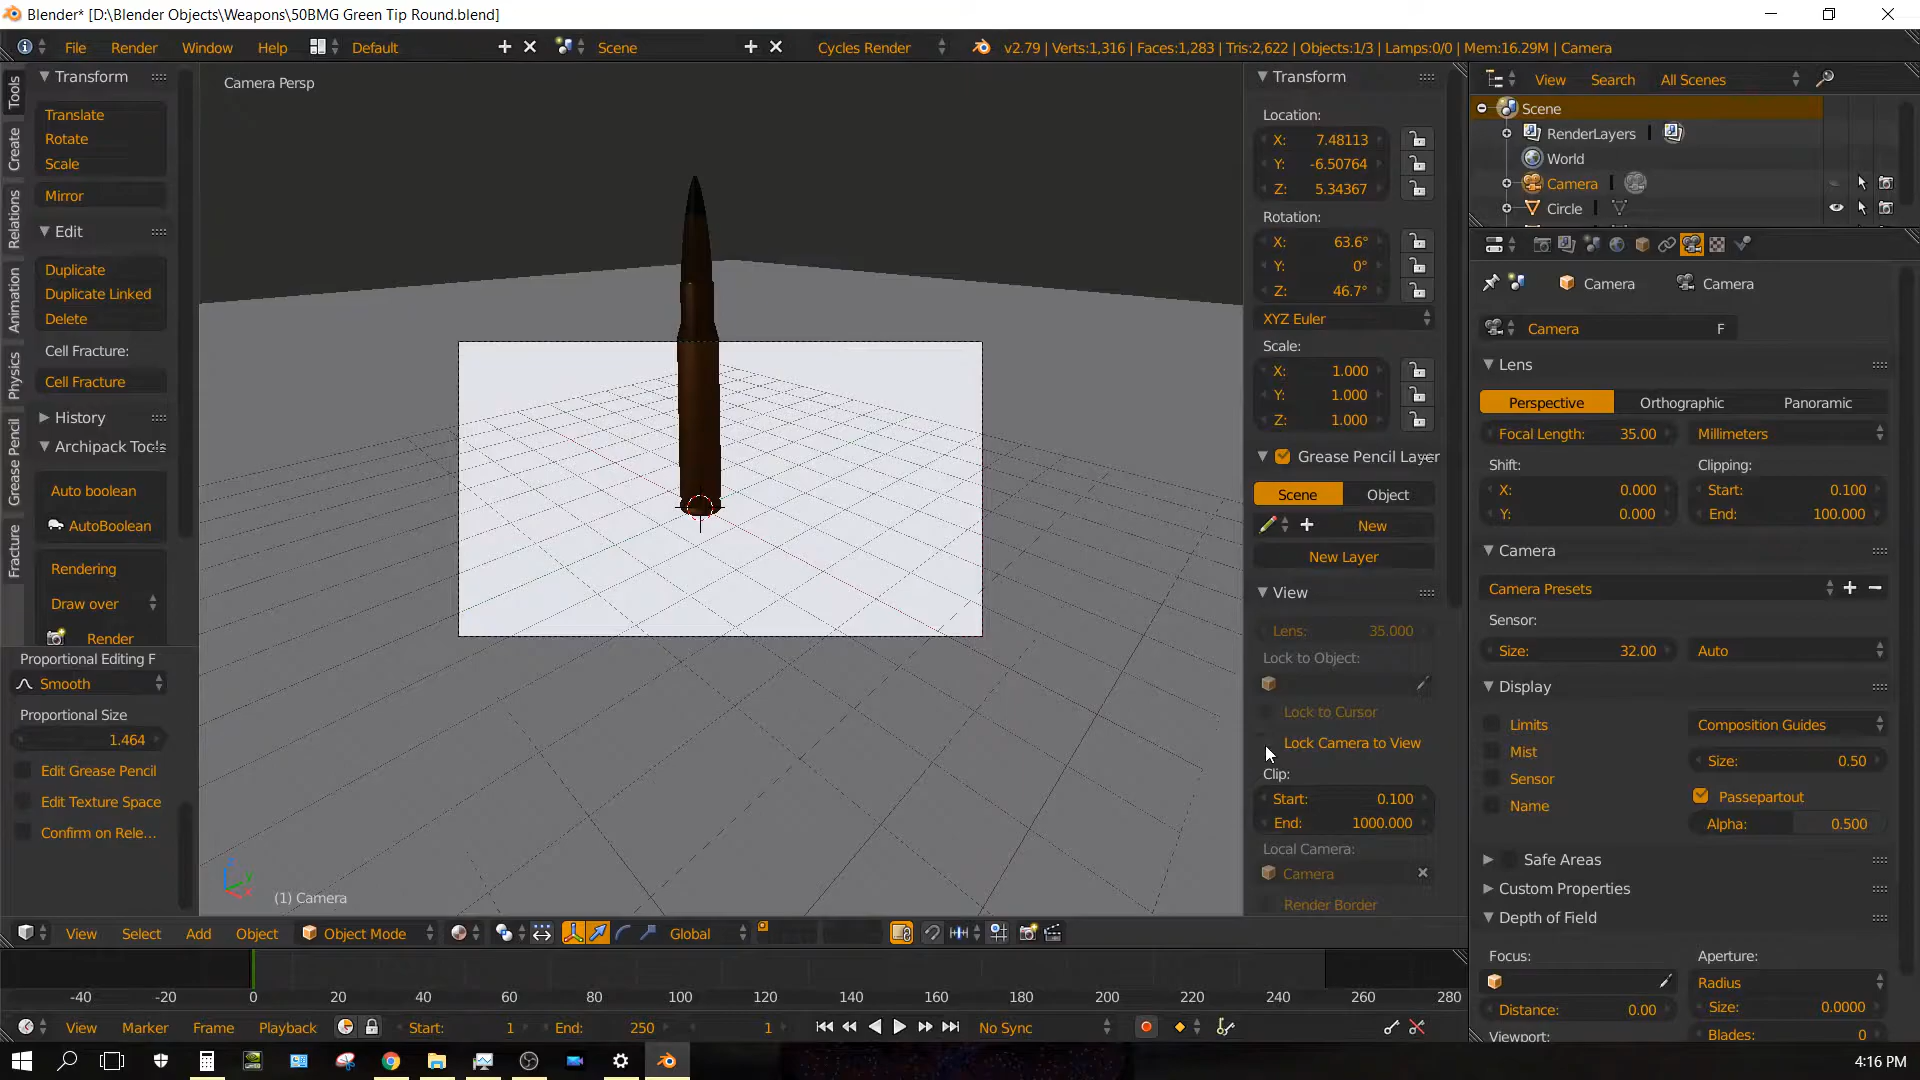 Blender* [D:\Blender Objects\Weapons\50BMG Green Tip Round.blend]
File Render Window Help Default Scene Cycles Render v2.79 | Verts:1,316 | Faces:1,283 | Tris:2,622 | Objects:1/3 | Lamps:0/0 | Mem:16.29M | Camera
Tools
Create
Relations
Animation
Physics
Grease Pencil
Fracture
Transform
Translate
Rotate
Scale
Mirror
Edit
Duplicate
Duplicate Linked
Delete
Cell Fracture:
Cell Fracture
History
Archipack Tools
Auto boolean
AutoBoolean
Rendering
Draw over
Render
Proportional Editing F
Smooth
Proportional Size
1.464
Edit Grease Pencil
Edit Texture Space
Confirm on Rele...
Camera Persp
(1) Camera
Transform
Location:
X: 7.48113
Y: -6.50764
Z: 5.34367
Rotation:
X: 63.6°
Y: 0°
Z: 46.7°
XYZ Euler
Scale:
X: 1.000
Y: 1.000
Z: 1.000
Grease Pencil Layer
Scene Object
New
New Layer
View
Lens: 35.000
Lock to Object:
Lock to Cursor
Lock Camera to View
Clip:
Start: 0.100
End: 1000.000
Local Camera:
Camera
Render Border
View Search All Scenes
Scene
RenderLayers
World
Camera
Circle
Camera Camera
Camera F
Lens
Perspective Orthographic Panoramic
Focal Length: 35.00 Millimeters
Shift: Clipping:
X: 0.000 Start: 0.100
Y: 0.000 End: 100.000
Camera
Camera Presets
Sensor:
Size: 32.00 Auto
Display
Limits Composition Guides
Mist Size: 0.50
Sensor
Name Passepartout
Alpha: 0.500
Safe Areas
Custom Properties
Depth of Field
Focus: Aperture:
Radius
Distance: 0.00 Size: 0.0000
Viewport: Blades: 0
View Select Add Object Object Mode Global
-40 -20 0 20 40 60 80 100 120 140 160 180 200 220 240 260 280
View Marker Frame Playback Start: 1 End: 250 1 No Sync
4:16 PM